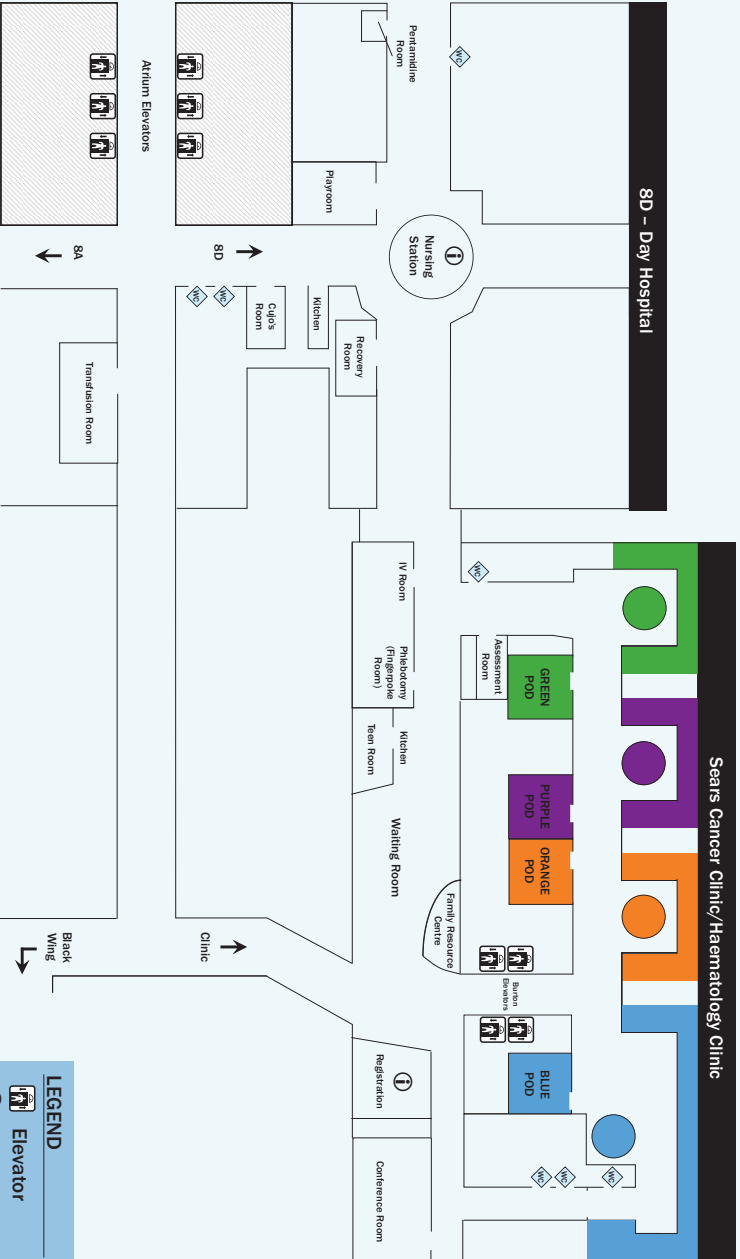 8D – Day Hospital
Sears Cancer Clinic/Haematology Clinic
WC
Pentamidine
Room
Atrium Elevators
Playroom
i
Nursing
Station
8D
8A
WC
WC
Cujo's
Room
Kitchen
Recovery
Room
Transfusion Room
WC
IV Room
Phlebotomy
(Fingerpoke
Room)
Assessment
Room
GREEN
POD
Kitchen
Teen Room
PURPLE
POD
ORANGE
POD
Waiting Room
Family Resource
Centre
Burton
Elevators
Clinic
Black
Wing
i
Registration
BLUE
POD
WC
WC
WC
Conference Room
LEGEND
Elevator